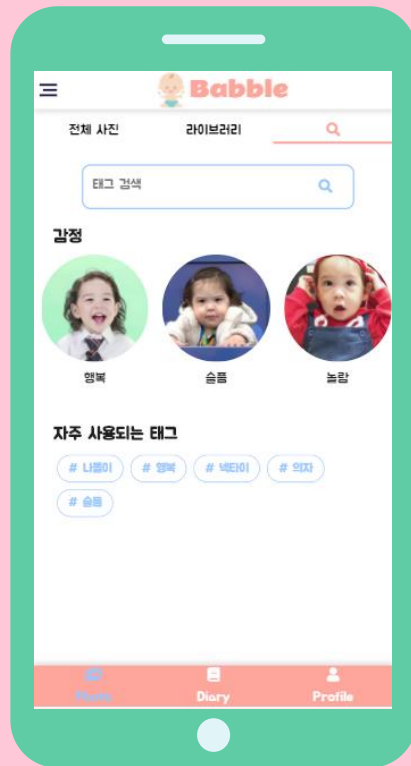 Babble
전체 사진 라이브러리
태그 검색
감정
행복 슬픔 놀람
자주 사용되는 태그
# 나들이 # 행복 # 넥타이 # 의자
# 슬픔
Diary Profile